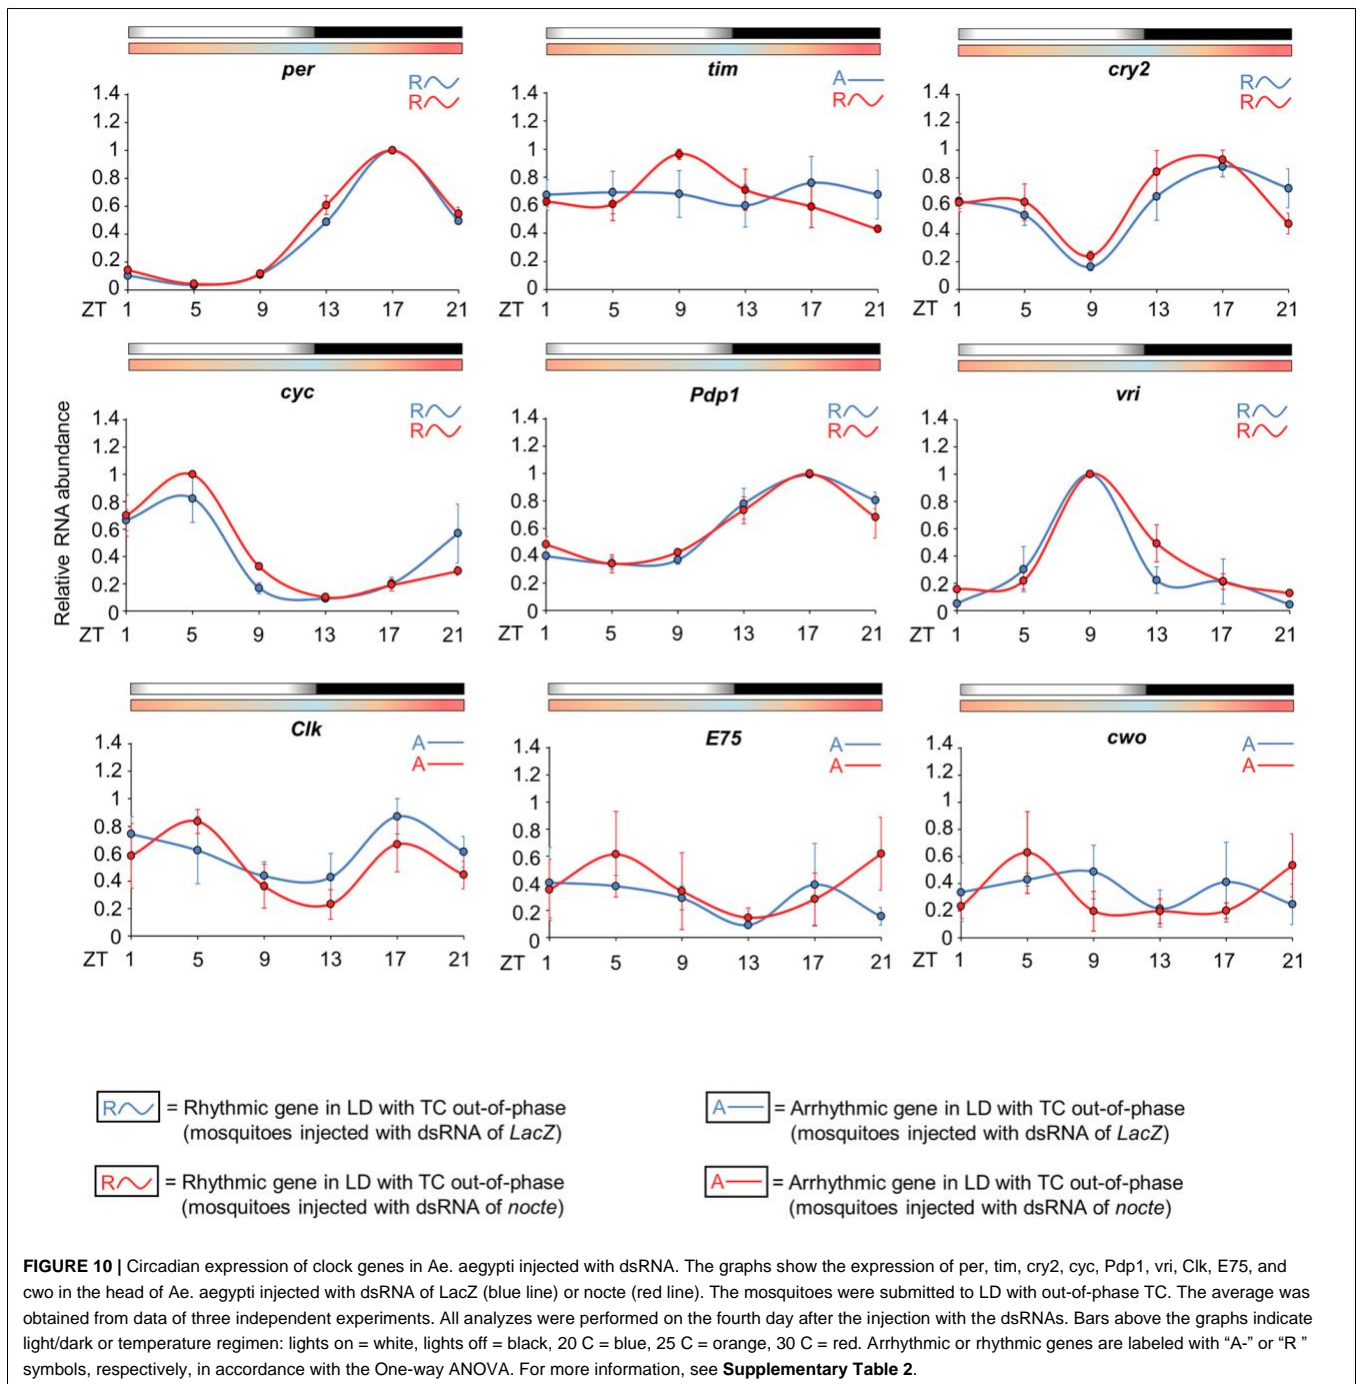 per
R
R
1.4
1.2
1
0.8
0.6
0.4
0.2
0
ZT 1 5 9 13 17 21
tim
A
R
1.4
1.2
1
0.8
0.6
0.4
0.2
0
ZT 1 5 9 13 17 21
cry2
R
R
1.4
1.2
1
0.8
0.6
0.4
0.2
0
ZT 1 5 9 13 17 21
Relative RNA abundance
cyc
R
R
1.4
1.2
1
0.8
0.6
0.4
0.2
0
ZT 1 5 9 13 17 21
Pdp1
R
R
1.4
1.2
1
0.8
0.6
0.4
0.2
0
ZT 1 5 9 13 17 21
vri
R
R
1.4
1.2
1
0.8
0.6
0.4
0.2
0
ZT 1 5 9 13 17 21
Clk
A
A
1.4
1.2
1
0.8
0.6
0.4
0.2
0
ZT 1 5 9 13 17 21
E75
A
A
1.4
1.2
1
0.8
0.6
0.4
0.2
0
ZT 1 5 9 13 17 21
cwo
A
A
1.4
1.2
1
0.8
0.6
0.4
0.2
0
ZT 1 5 9 13 17 21
R = Rhythmic gene in LD with TC out-of-phase
(mosquitoes injected with dsRNA of LacZ)
A = Arrhythmic gene in LD with TC out-of-phase
(mosquitoes injected with dsRNA of LacZ)
R = Rhythmic gene in LD with TC out-of-phase
(mosquitoes injected with dsRNA of nocte)
A = Arrhythmic gene in LD with TC out-of-phase
(mosquitoes injected with dsRNA of nocte)
FIGURE 10 | Circadian expression of clock genes in Ae. aegypti injected with dsRNA. The graphs show the expression of per, tim, cry2, cyc, Pdp1, vri, Clk, E75, and
cwo in the head of Ae. aegypti injected with dsRNA of LacZ (blue line) or nocte (red line). The mosquitoes were submitted to LD with out-of-phase TC. The average was
obtained from data of three independent experiments. All analyzes were performed on the fourth day after the injection with the dsRNAs. Bars above the graphs indicate
light/dark or temperature regimen: lights on = white, lights off = black, 20 C = blue, 25 C = orange, 30 C = red. Arrhythmic or rhythmic genes are labeled with “A-” or “R ”
symbols, respectively, in accordance with the One-way ANOVA. For more information, see Supplementary Table 2.